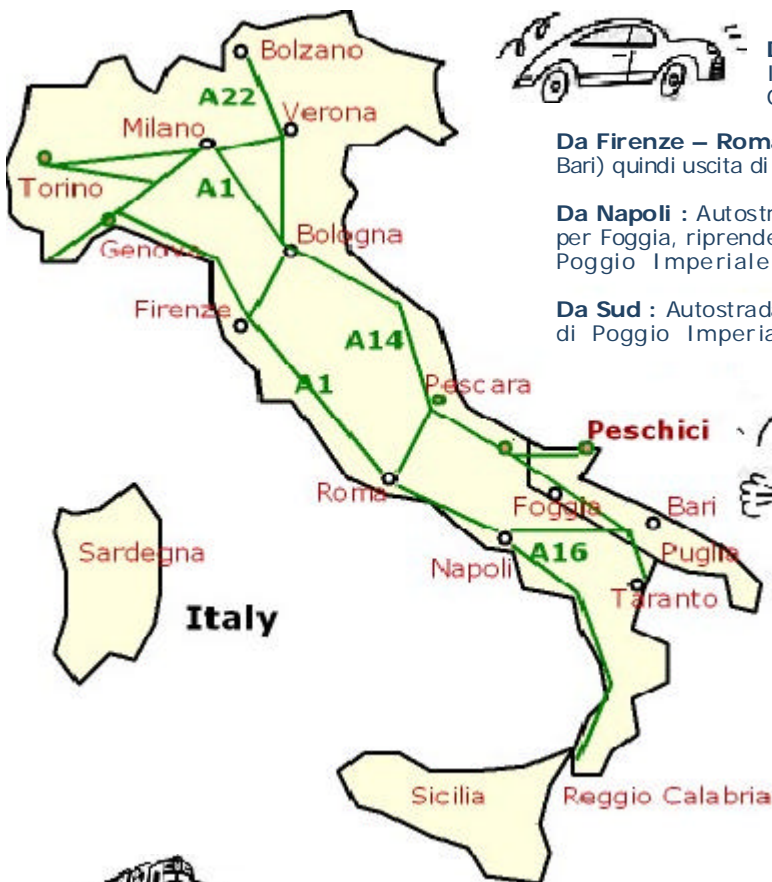 Bolzano
A22
Verona
Milano
Torino
A1
Genova
Bologna
Firenze
A14
A1
Pescara
Peschici
Roma
Foggia
Bari
Napoli
A16
Puglia
Taranto
Sardegna
Italy
Sicilia
Reggio Calabria
Da Firenze – Roma
Bari) quindi uscita di
Da Napoli : Autostr
per Foggia, riprende
Poggio Imperiale
Da Sud : Autostrada
di Poggio Imperia